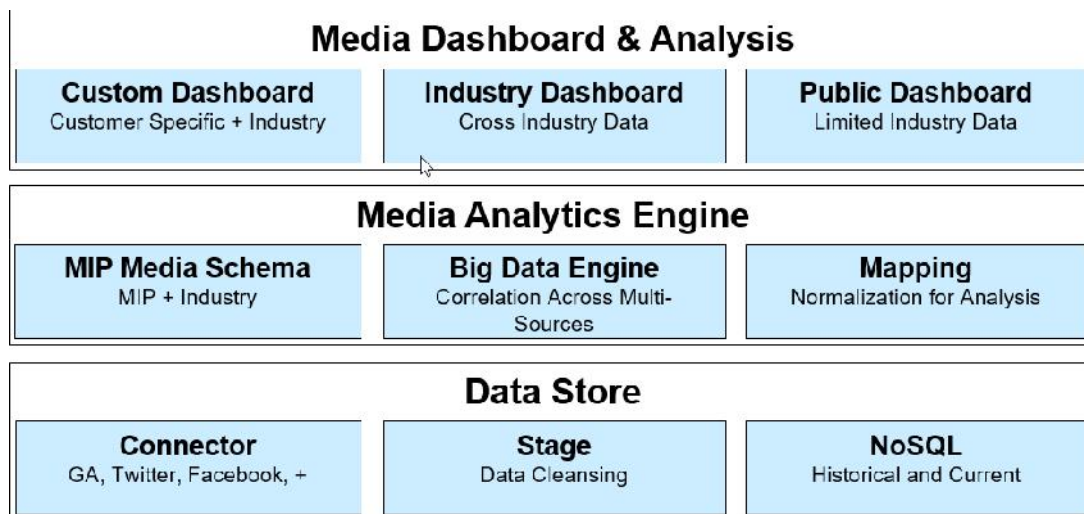 Media Dashboard & Analysis
Custom Dashboard
Customer Specific + Industry
Industry Dashboard
Cross Industry Data
Public Dashboard
Limited Industry Data
Media Analytics Engine
MIP Media Schema
MIP + Industry
Big Data Engine
Correlation Across Multi-
Sources
Mapping
Normalization for Analysis
Data Store
Connector
GA, Twitter, Facebook, +
Stage
Data Cleansing
NoSQL
Historical and Current